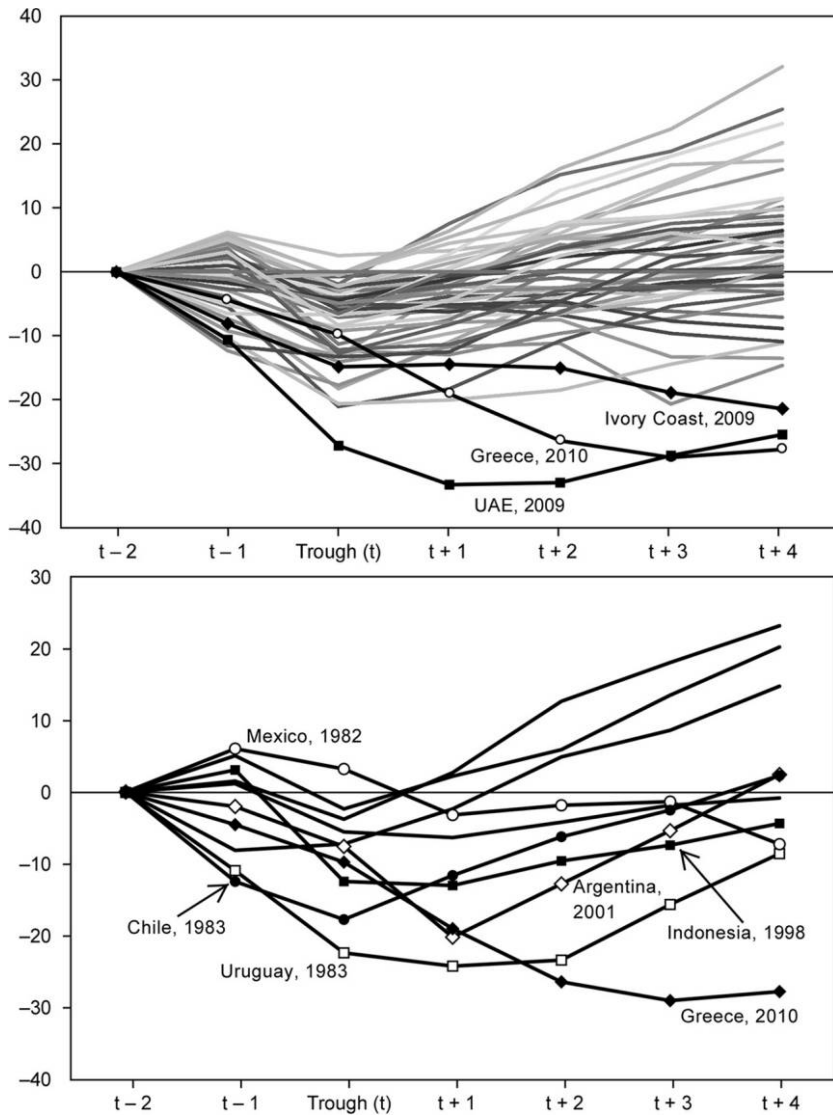 40
30
20
10
0
–10
–20
–30
–40
Ivory Coast, 2009
Greece, 2010
UAE, 2009
t – 2 t – 1 Trough (t) t + 1 t + 2 t + 3 t + 4
30
20
10
0
–10
–20
–30
–40
Mexico, 1982
Chile, 1983
Uruguay, 1983
Argentina,
2001
Indonesia, 1998
Greece, 2010
t – 2 t – 1 Trough (t) t + 1 t + 2 t + 3 t + 4